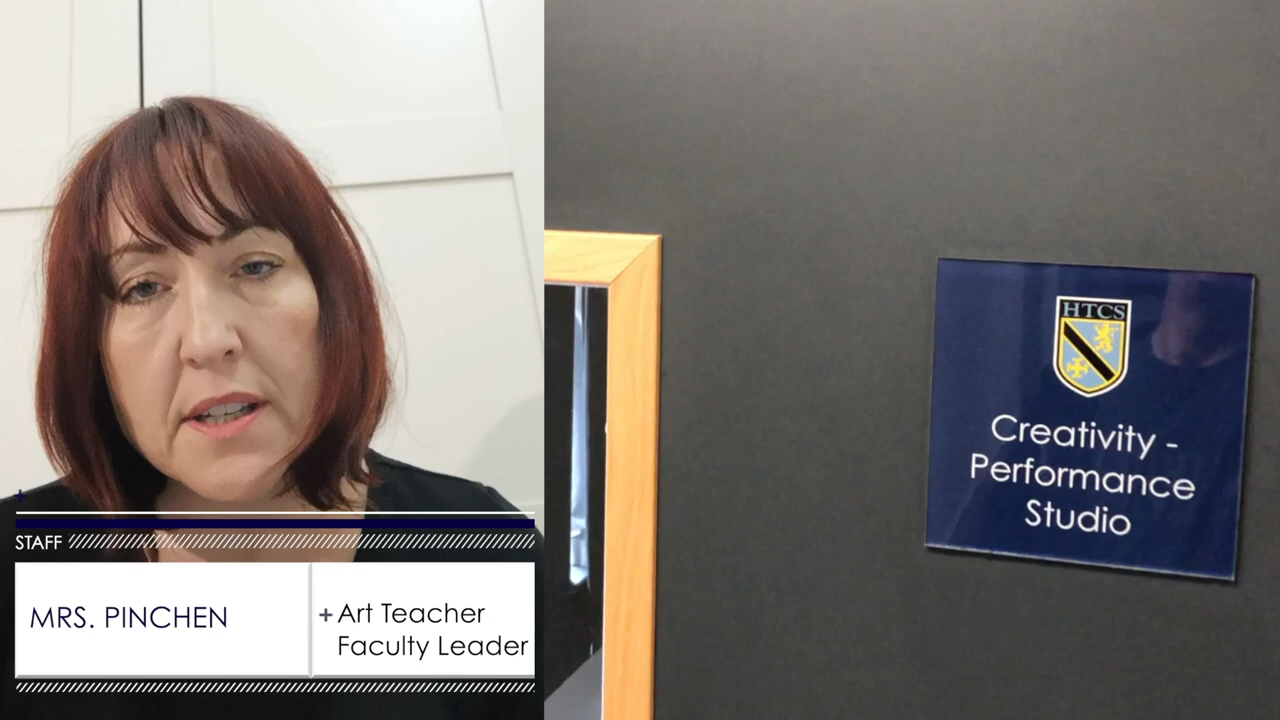 STAFF
MRS. PINCHEN
+ Art Teacher
Faculty Leader
HTCS
Creativity -
Performance
Studio